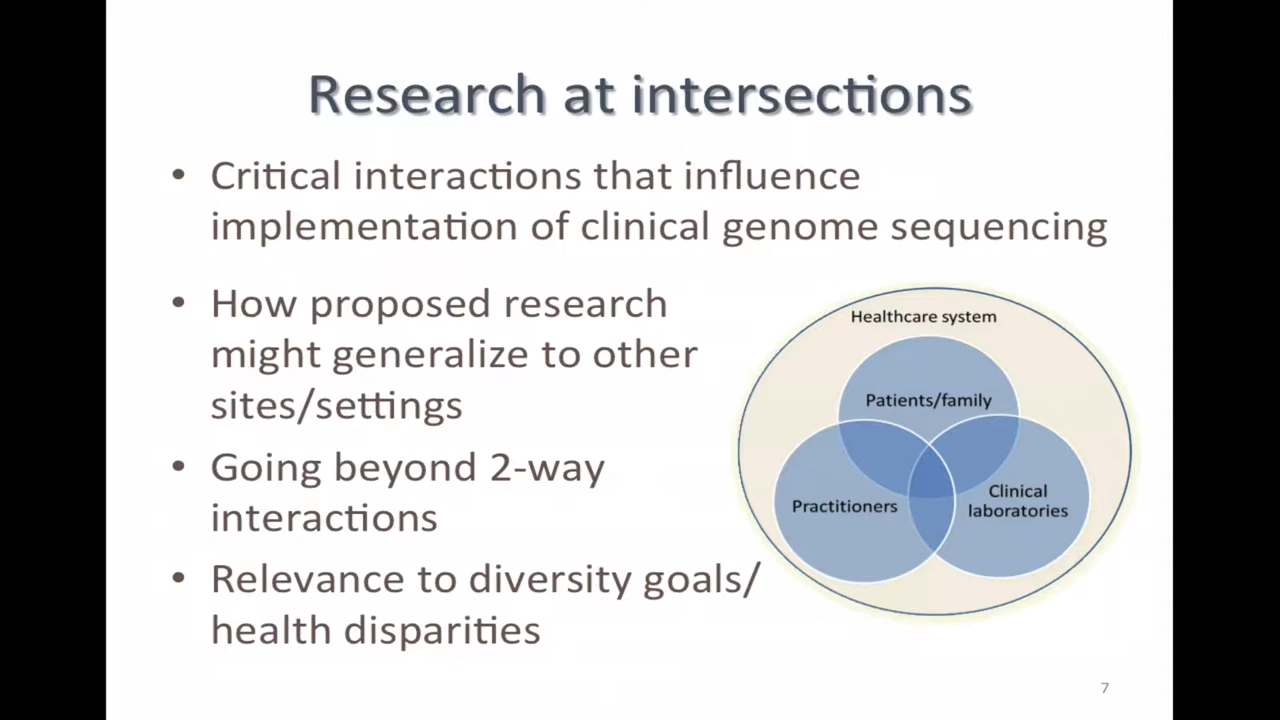 Research at intersections
• Critical interactions that influence
implementation of clinical genome sequencing
• How proposed research
might generalize to other
sites/settings
• Going beyond 2-way
interactions
• Relevance to diversity goals/
health disparities
Healthcare system
Patients/family
Practitioners
Clinical
laboratories
7